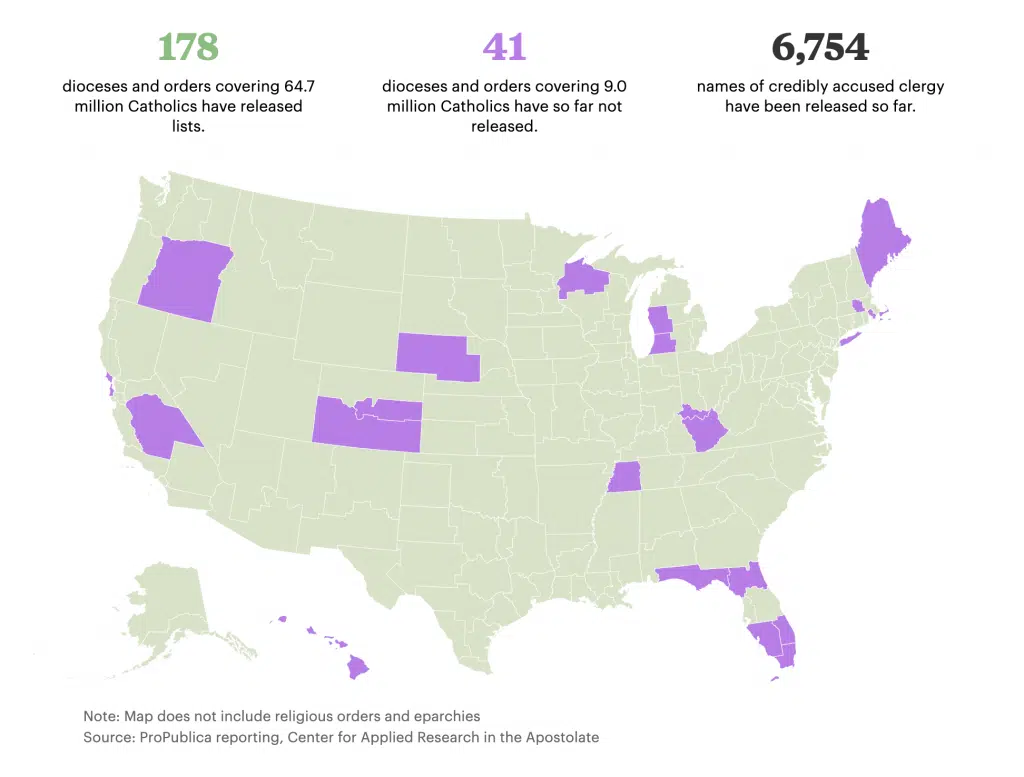 178
dioceses and orders covering 64.7
million Catholics have released
lists.
41
dioceses and orders covering 9.0
million Catholics have so far not
released.
6,754
names of credibly accused clergy
have been released so far.
Note: Map does not include religious orders and eparchies
Source: ProPublica reporting, Center for Applied Research in the Apostolate